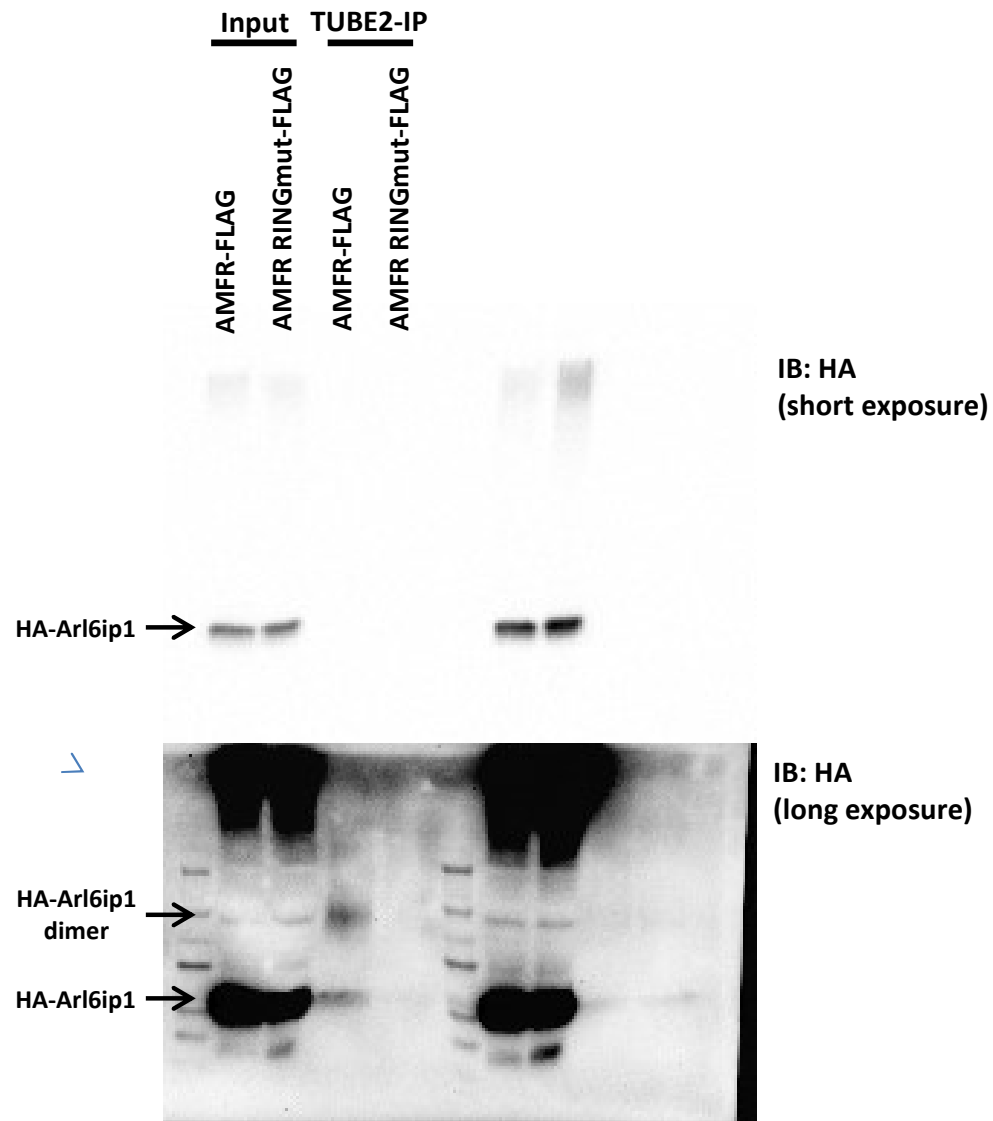 Input
TUBE2-IP
AMFR-FLAG
AMFR RINGmut-FLAG
AMFR-FLAG
AMFR RINGmut-FLAG
IB: HA
(short exposure)
HA-Arl6ip1
IB: HA
(long exposure)
HA-Arl6ip1
dimer
HA-Arl6ip1